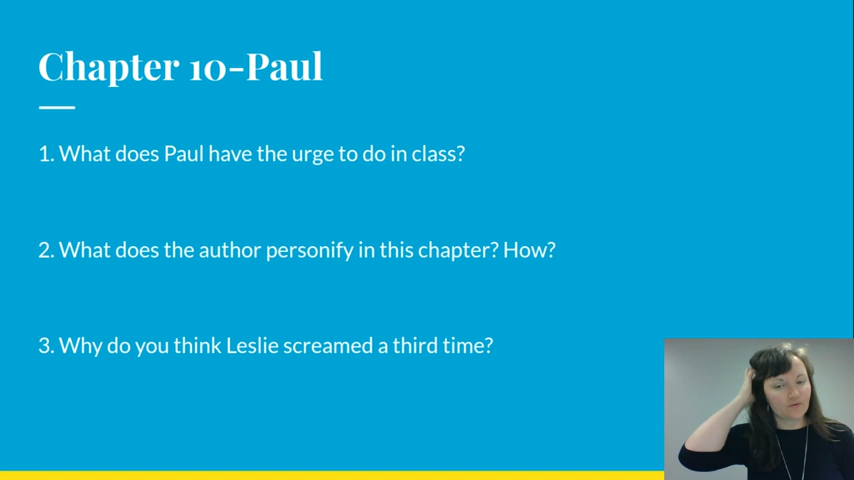 Chapter 10-Paul
1. What does Paul have the urge to do in class?
2. What does the author personify in this chapter? How?
3. Why do you think Leslie screamed a third time?